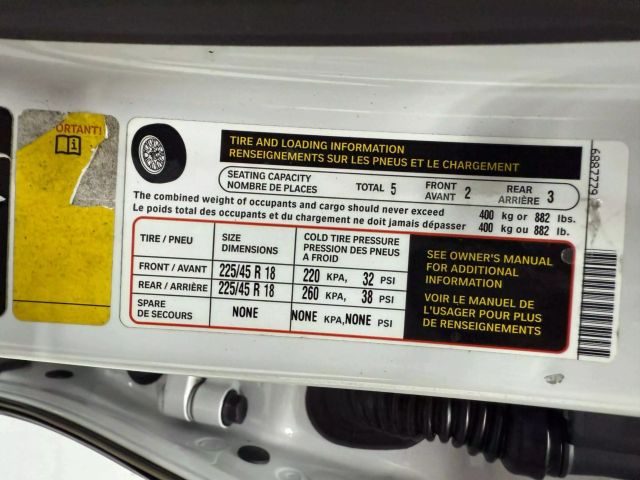 ORTANT!
TIRE AND LOADING INFORMATION
RENSEIGNEMENTS SUR LES PNEUS ET LE CHARGEMENT
SEATING CAPACITY
NOMBRE DE PLACES
TOTAL 5
FRONT
AVANT 2
REAR
ARRIÈRE 3
The combined weight of occupants and cargo should never exceed 400 kg or 882 lbs.
Le poids total des occupants et du chargement ne doit jamais dépasser 400 kg ou 882 lb.
TIRE / PNEU
SIZE
DIMENSIONS
COLD TIRE PRESSURE
PRESSION DES PNEUS
A FROID
FRONT / AVANT 225/45 R 18 220 KPA, 32 PSI
REAR / ARRIÈRE 225/45 R 18 260 KPA, 38 PSI
SPARE
DE SECOURS
NONE NONE KPA,NONE PSI
SEE OWNER'S MANUAL
FOR ADDITIONAL
INFORMATION
VOIR LE MANUEL DE
L'USAGER POUR PLUS
DE RENSEIGNEMENTS